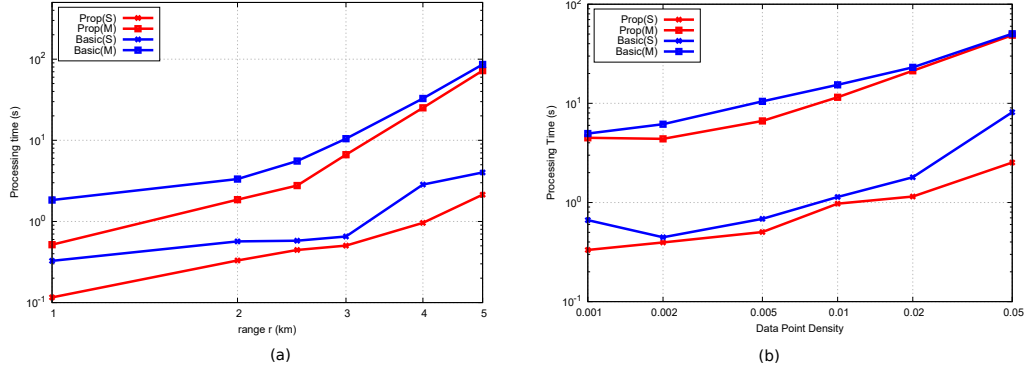 Prop(S)
Prop(M)
Basic(S)
Basic(M)
Processing time (s)
10^2
10^1
10^0
10^-1
1
2
3
4
5
range r (km)
(a)
Prop(S)
Prop(M)
Basic(S)
Basic(M)
Processing Time (s)
10^2
10^1
10^0
10^-1
0.001
0.002
0.005
0.01
0.02
0.05
Data Point Density
(b)